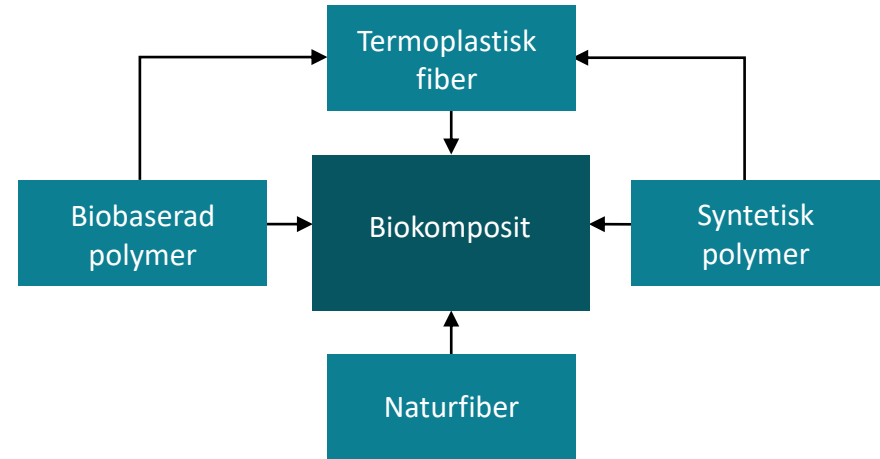 Termoplastisk
fiber
Biobaserad
polymer
Biokomposit
Syntetisk
polymer
Naturfiber